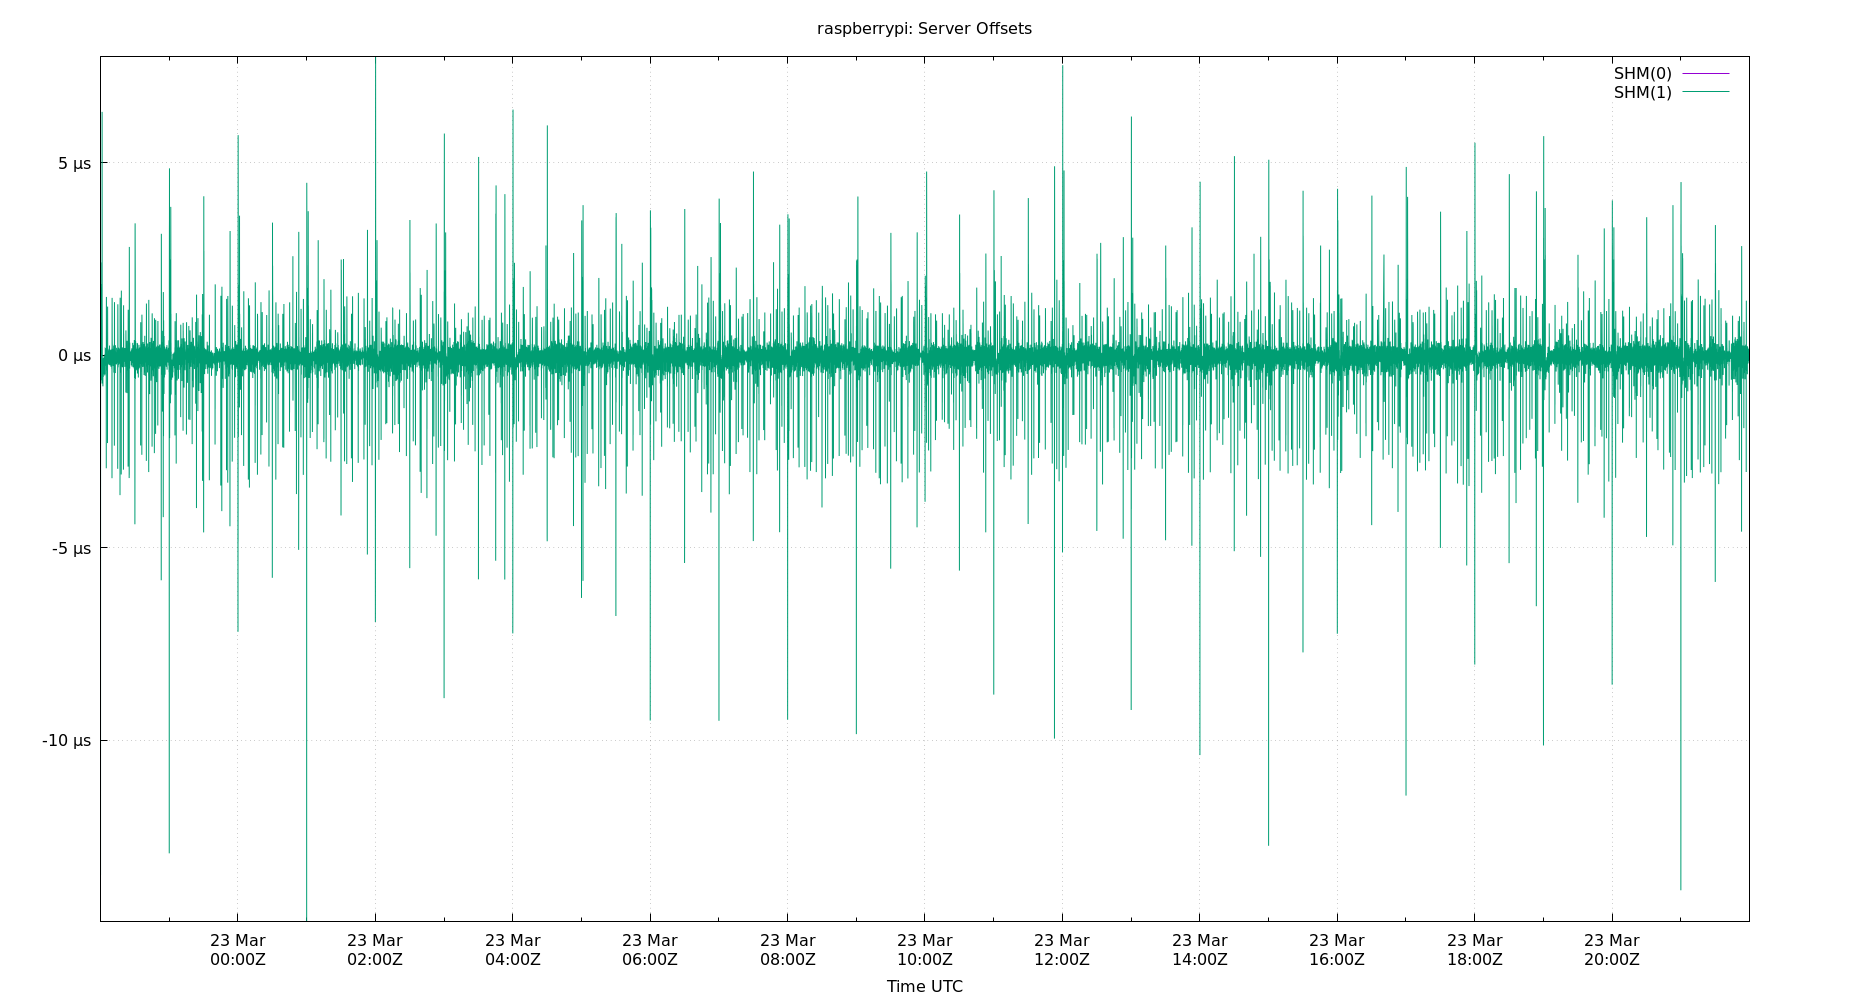 raspberrypi: Server Offsets
SHM(0)
SHM(1)
5 µs
0 µs
-5 µs
-10 µs
23 Mar 23 Mar 23 Mar 23 Mar 23 Mar 23 Mar 23 Mar 23 Mar 23 Mar 23 Mar 23 Mar
00:00Z 02:00Z 04:00Z 06:00Z 08:00Z 10:00Z 12:00Z 14:00Z 16:00Z 18:00Z 20:00Z
Time UTC